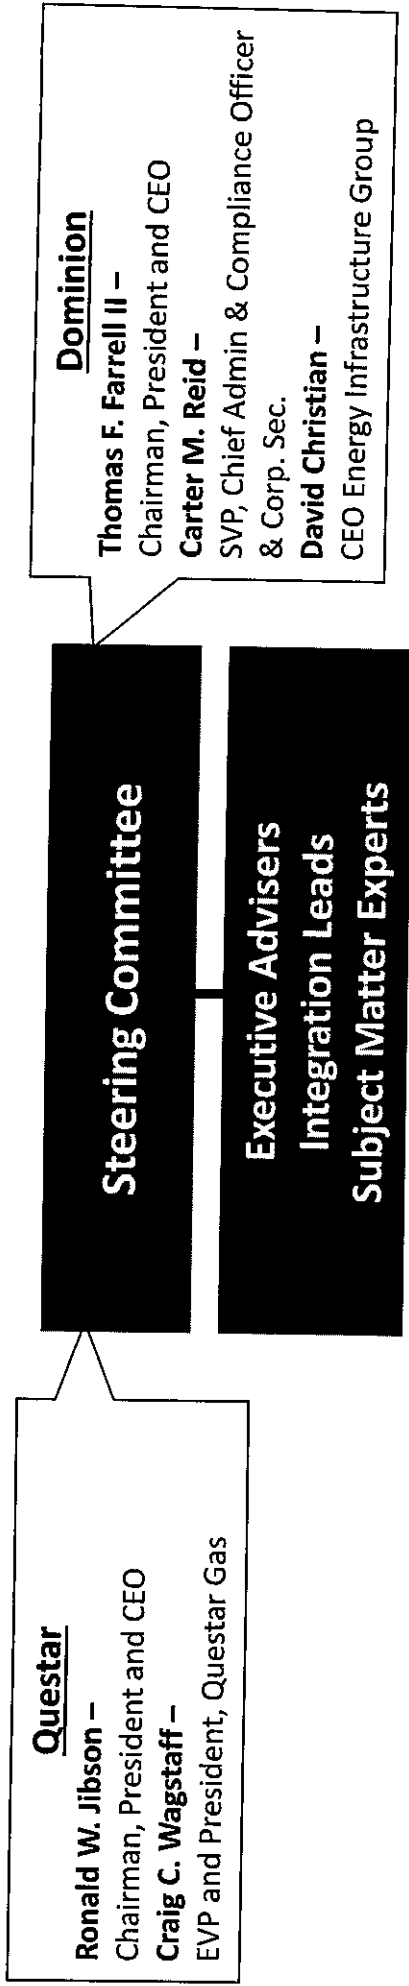 Questar
Ronald W. Jibson –
Chairman, President and CEO
Craig C. Wagstaff –
EVP and President, Questar Gas
Steering Committee
Executive Advisers
Integration Leads
Subject Matter Experts
Dominion
Thomas F. Farrell II –
Chairman, President and CEO
Carter M. Reid –
SVP, Chief Admin & Compliance Officer
& Corp. Sec.
David Christian –
CEO Energy Infrastructure Group